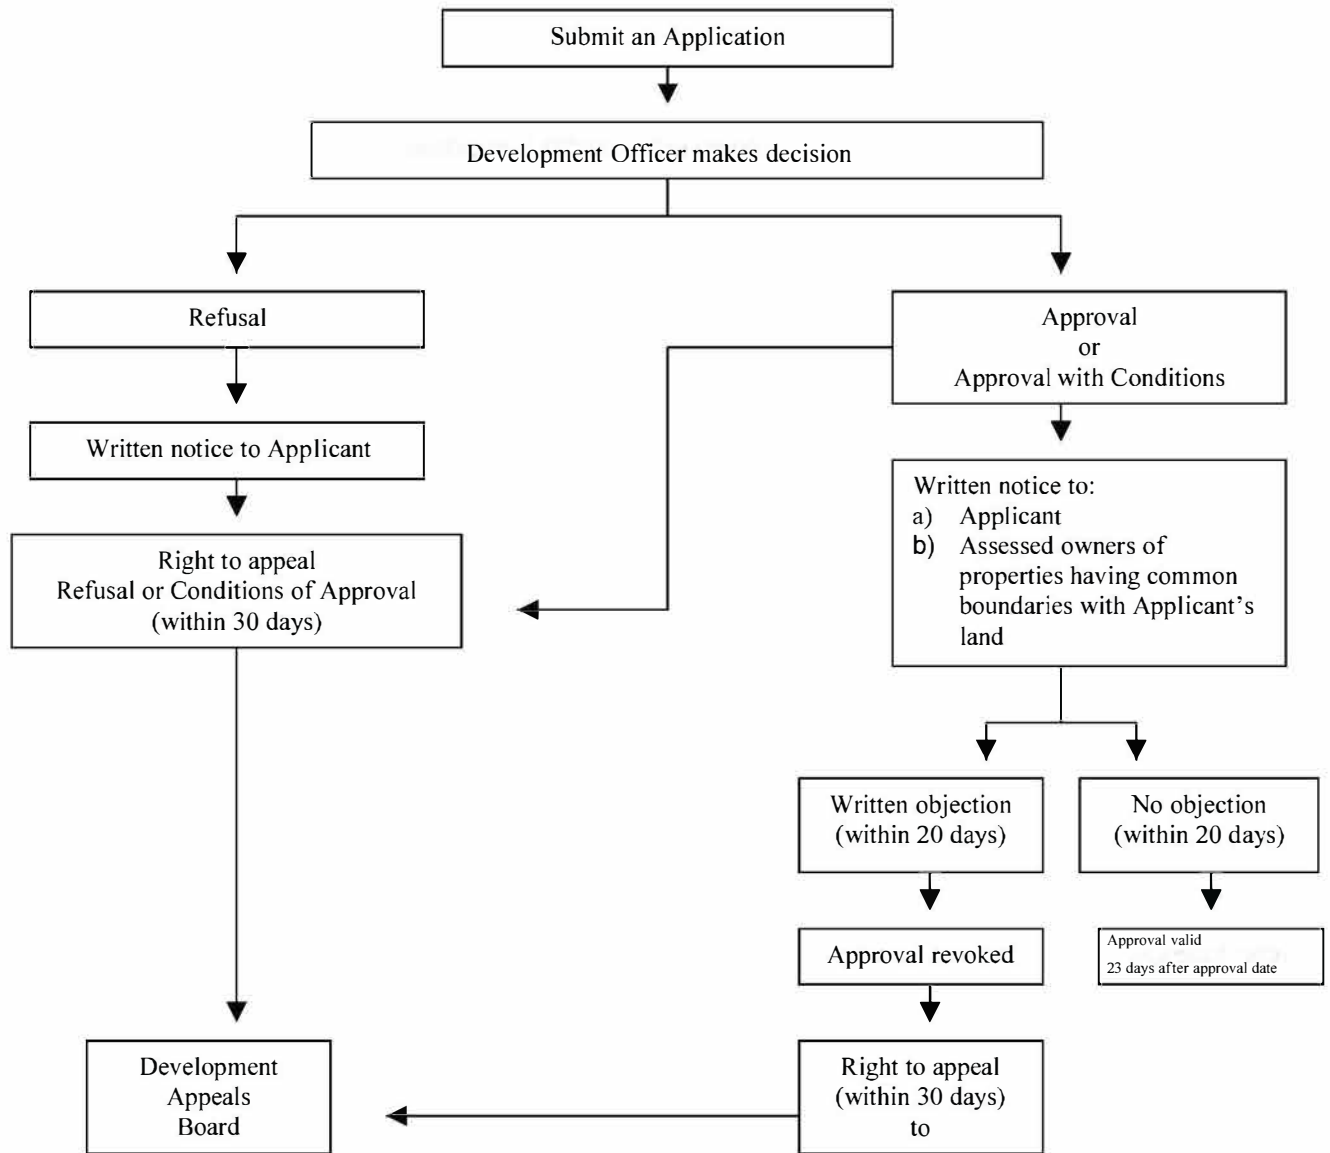 Submit an Application
Development Officer makes decision
Refusal
Approval
or
Approval with Conditions
Written notice to Applicant
Written notice to:
a) Applicant
b) Assessed owners of
properties having common
boundaries with Applicant's
land
Right to appeal
Refusal or Conditions of Approval
(within 30 days)
Written objection
(within 20 days)
No objection
(within 20 days)
Approval revoked
Approval valid
23 days after approval date
Development
Appeals
Board
Right to appeal
(within 30 days)
to